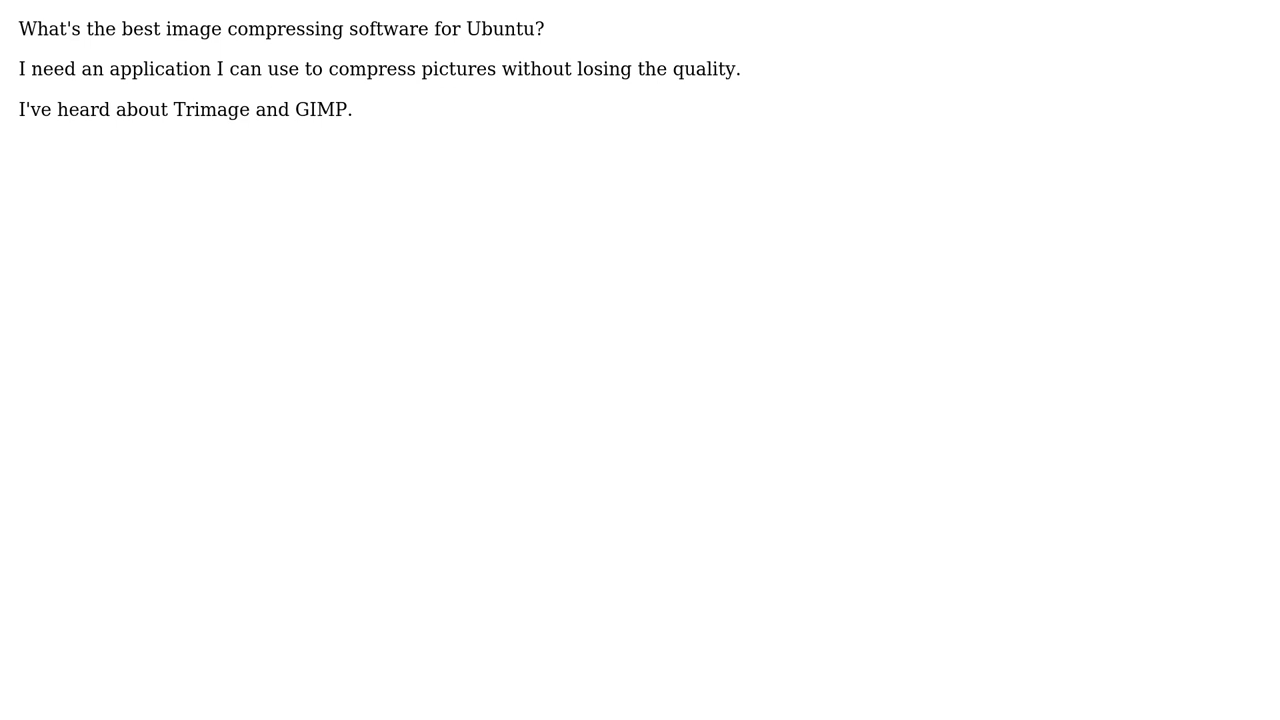 What's the best image compressing software for Ubuntu?
I need an application I can use to compress pictures without losing the quality.
I've heard about Trimage and GIMP.